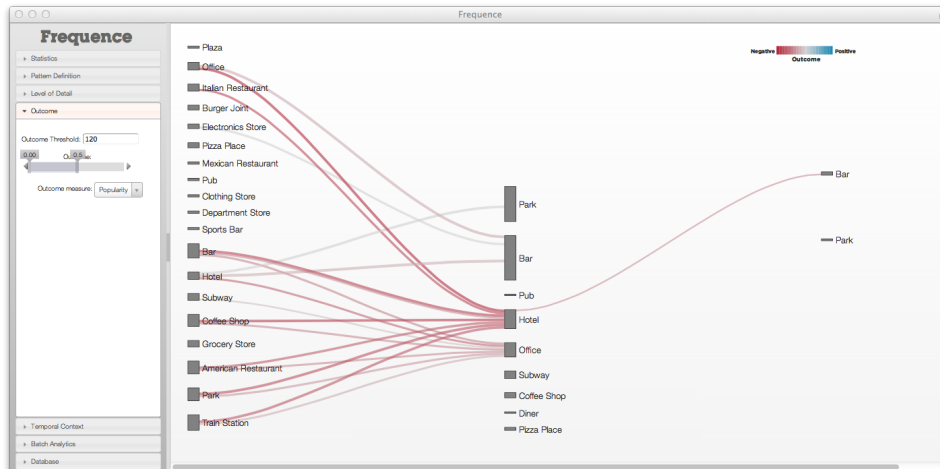 Frequence
Frequence
Statistics
Pattern Definition
Level of Detail
Outcome
Outcome Threshold: 120
0.00
0.5
Outcome measure: Popularity
Temporal Context
Batch Analytics
Database
Plaza
Office
Italian Restaurant
Burger Joint
Electronics Store
Pizza Place
Mexican Restaurant
Pub
Clothing Store
Department Store
Sports Bar
Bar
Hotel
Subway
Coffee Shop
Grocery Store
American Restaurant
Park
Train Station
Park
Bar
Pub
Hotel
Office
Subway
Coffee Shop
Diner
Pizza Place
Negative
Positive
Outcome
Bar
Park